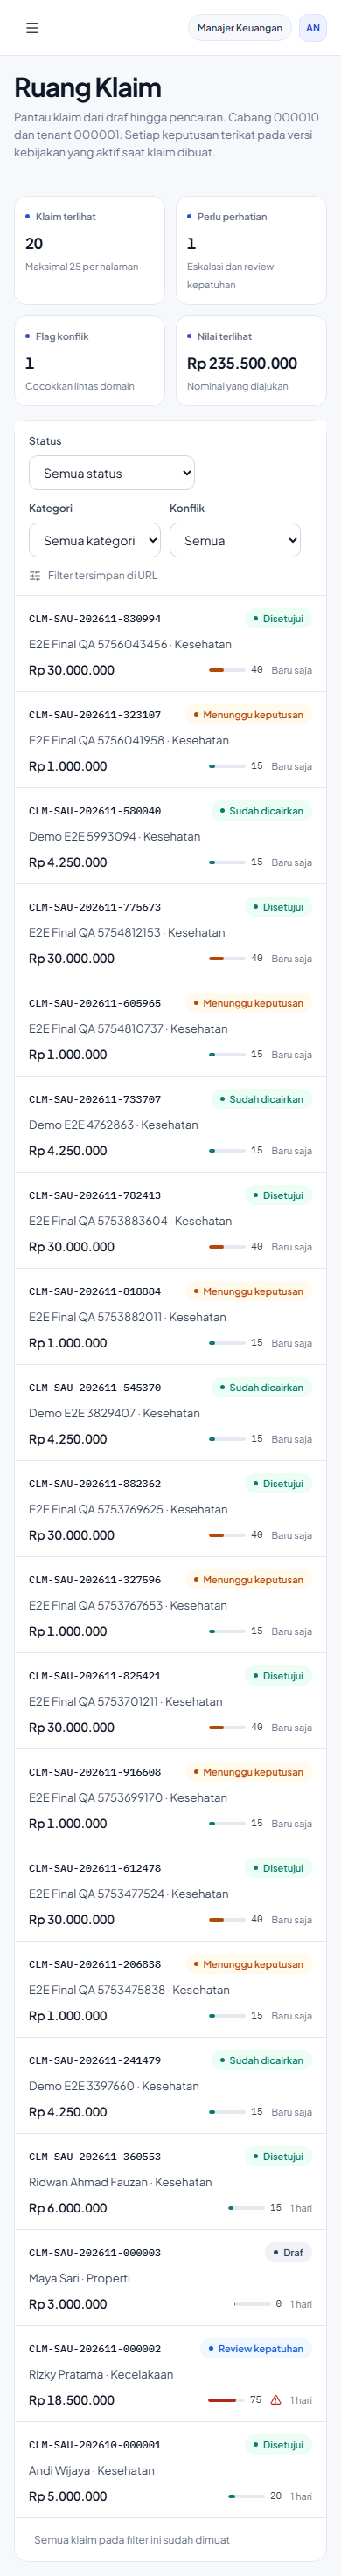 Manajer Keuangan
AN
Ruang Klaim
Pantau klaim dari draf hingga pencairan. Cabang 000010
dan tenant 000001. Setiap keputusan terikat pada versi
kebijakan yang aktif saat klaim dibuat.
Klaim terlihat
20
Maksimal 25 per halaman
Perlu perhatian
1
Eskalasi dan review
kepatuhan
Flag konflik
1
Cocokkan lintas domain
Nilai terlihat
Rp 235.500.000
Nominal yang diajukan
Status
Semua status
Kategori
Konflik
Semua kategori
Semua
Filter tersimpan di URL
CLM-SAU-202611-830994 Disetujui
E2E Final QA 5756043456 · Kesehatan
Rp 30.000.000 40 Baru saja
CLM-SAU-202611-323107 Menunggu keputusan
E2E Final QA 5756041958 · Kesehatan
Rp 1.000.000 15 Baru saja
CLM-SAU-202611-580040 Sudah dicairkan
Demo E2E 5993094 · Kesehatan
Rp 4.250.000 15 Baru saja
CLM-SAU-202611-775673 Disetujui
E2E Final QA 5754812153 · Kesehatan
Rp 30.000.000 40 Baru saja
CLM-SAU-202611-605965 Menunggu keputusan
E2E Final QA 5754810737 · Kesehatan
Rp 1.000.000 15 Baru saja
CLM-SAU-202611-733707 Sudah dicairkan
Demo E2E 4762863 · Kesehatan
Rp 4.250.000 15 Baru saja
CLM-SAU-202611-782413 Disetujui
E2E Final QA 5753883604 · Kesehatan
Rp 30.000.000 40 Baru saja
CLM-SAU-202611-818884 Menunggu keputusan
E2E Final QA 5753882011 · Kesehatan
Rp 1.000.000 15 Baru saja
CLM-SAU-202611-545370 Sudah dicairkan
Demo E2E 3829407 · Kesehatan
Rp 4.250.000 15 Baru saja
CLM-SAU-202611-882362 Disetujui
E2E Final QA 5753769625 · Kesehatan
Rp 30.000.000 40 Baru saja
CLM-SAU-202611-327596 Menunggu keputusan
E2E Final QA 5753767653 · Kesehatan
Rp 1.000.000 15 Baru saja
CLM-SAU-202611-825421 Disetujui
E2E Final QA 5753701211 · Kesehatan
Rp 30.000.000 40 Baru saja
CLM-SAU-202611-916608 Menunggu keputusan
E2E Final QA 5753699170 · Kesehatan
Rp 1.000.000 15 Baru saja
CLM-SAU-202611-612478 Disetujui
E2E Final QA 5753477524 · Kesehatan
Rp 30.000.000 40 Baru saja
CLM-SAU-202611-206838 Menunggu keputusan
E2E Final QA 5753475838 · Kesehatan
Rp 1.000.000 15 Baru saja
CLM-SAU-202611-241479 Sudah dicairkan
Demo E2E 3397660 · Kesehatan
Rp 4.250.000 15 Baru saja
CLM-SAU-202611-360553 Disetujui
Ridwan Ahmad Fauzan · Kesehatan
Rp 6.000.000 15 1 hari
CLM-SAU-202611-000003 Draf
Maya Sari · Properti
Rp 3.000.000 0 1 hari
CLM-SAU-202611-000002 Review kepatuhan
Rizky Pratama · Kecelakaan
Rp 18.500.000 75 1 hari
CLM-SAU-202610-000001 Disetujui
Andi Wijaya · Kesehatan
Rp 5.000.000 20 1 hari
Semua klaim pada filter ini sudah dimuat